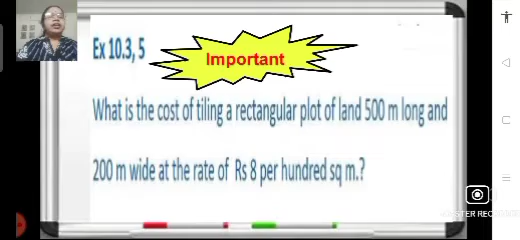 Ex 10.3, 5
Important
What is the cost of tiling a rectangular plot of land 500 m long and
200 m wide at the rate of Rs 8 per hundred sq m.?